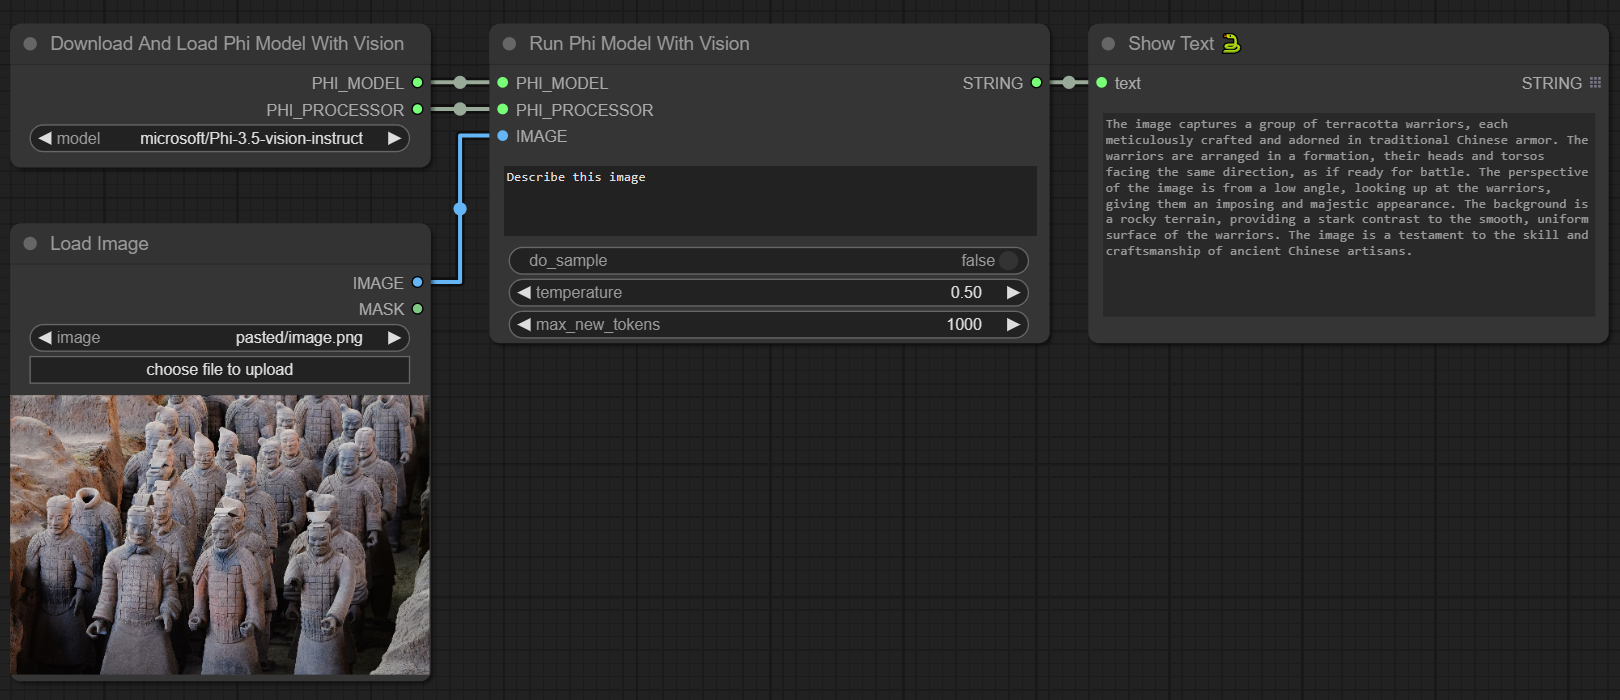 Download And Load Phi Model With Vision
PHI_MODEL
PHI_PROCESSOR
model microsoft/Phi-3.5-vision-instruct
Load Image
IMAGE
MASK
image pasted/image.png
choose file to upload
Run Phi Model With Vision
PHI_MODEL STRING
PHI_PROCESSOR
IMAGE
Describe this image
do_sample false
temperature 0.50
max_new_tokens 1000
Show Text 🐍
text STRING
The image captures a group of terracotta warriors, each
meticulously crafted and adorned in traditional Chinese armor. The
warriors are arranged in a formation, their heads and torsos
facing the same direction, as if ready for battle. The perspective
of the image is from a low angle, looking up at the warriors,
giving them an imposing and majestic appearance. The background is
a rocky terrain, providing a stark contrast to the smooth, uniform
surface of the warriors. The image is a testament to the skill and
craftsmanship of ancient Chinese artisans.